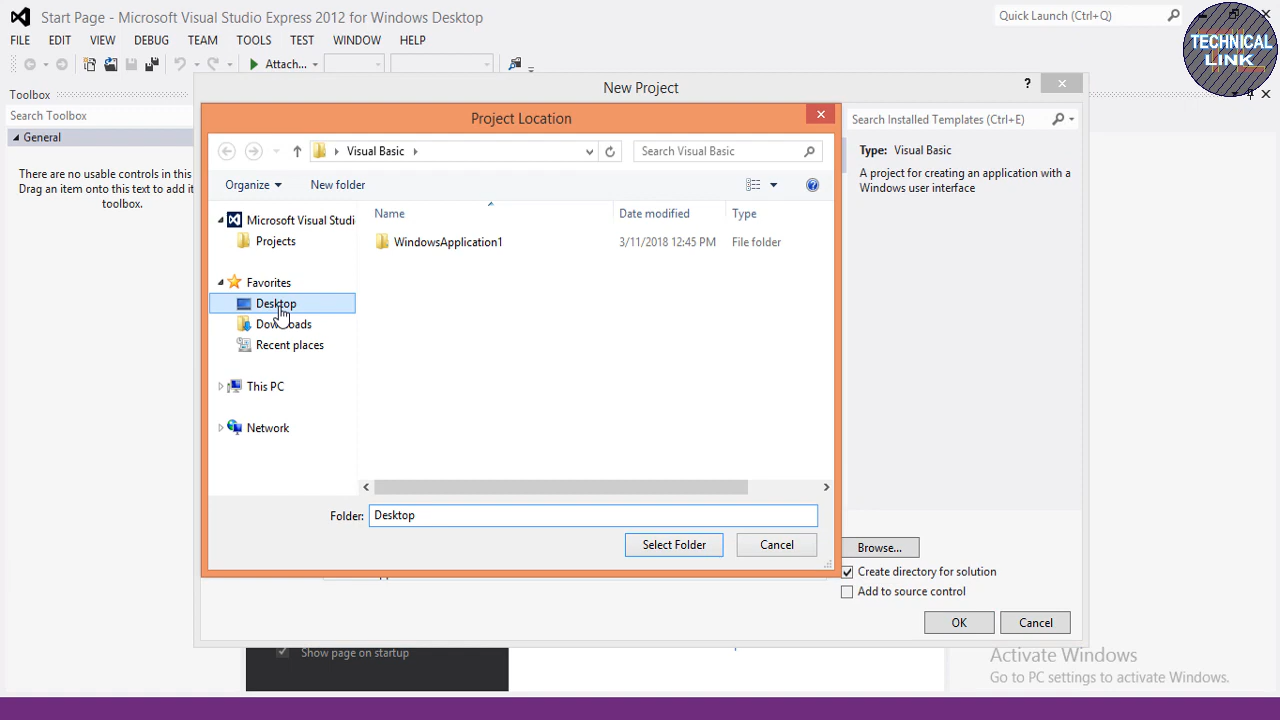 Start Page - Microsoft Visual Studio Express 2012 for Windows Desktop
Quick Launch (Ctrl+Q)
FILE EDIT VIEW DEBUG TEAM TOOLS TEST WINDOW HELP
TECHNICAL
LINK
Attach...
Toolbox
New Project
Search Toolbox
Project Location
Search Installed Templates (Ctrl+E)
General
Visual Basic
Search Visual Basic
Type: Visual Basic
There are no usable controls in this
Drag an item onto this text to add it
toolbox.
A project for creating an application with a
Windows user interface
Organize New folder
Microsoft Visual Studi
Projects
Favorites
Desktop
Downloads
Recent places
This PC
Network
Name Date modified Type
WindowsApplication1 3/11/2018 12:45 PM File folder
Folder: Desktop
Select Folder Cancel
Browse...
Create directory for solution
Add to source control
OK Cancel
Show page on startup
Activate Windows
Go to PC settings to activate Windows.